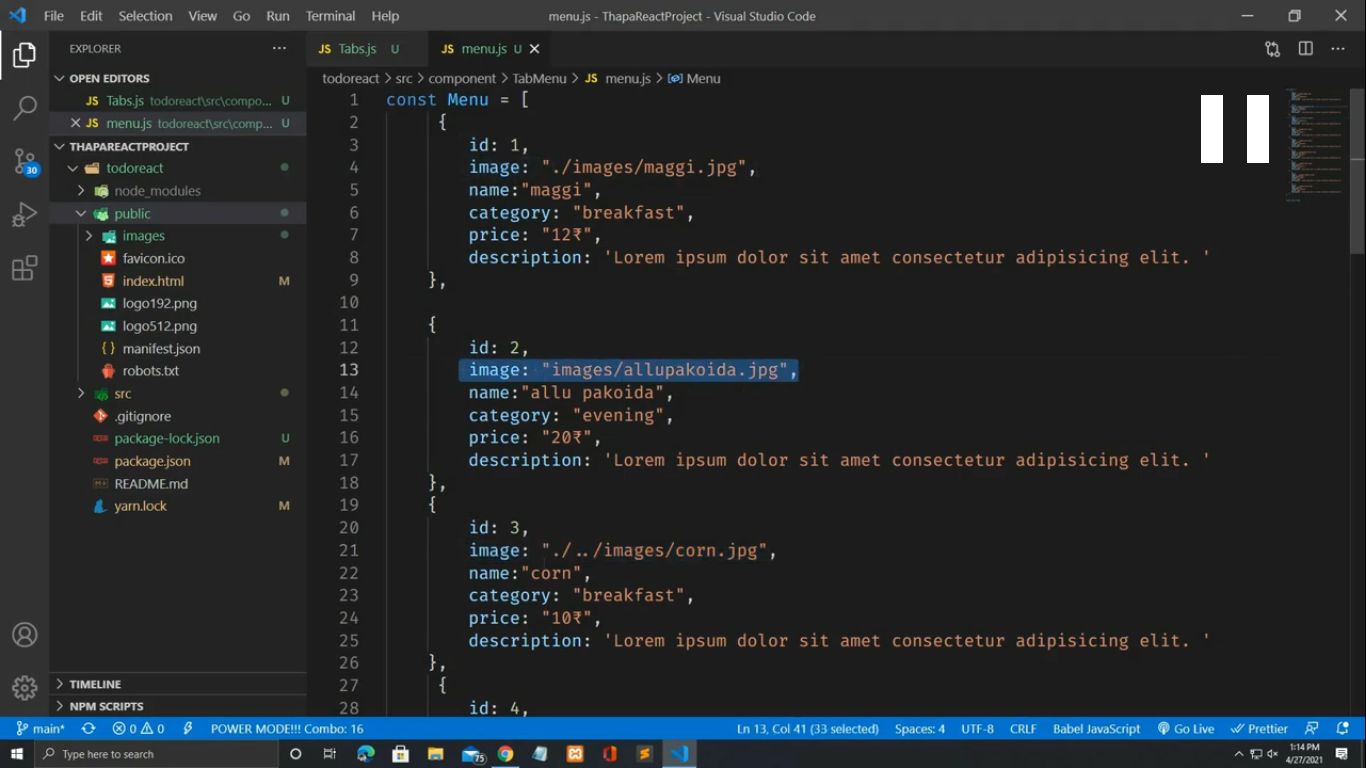 File Edit Selection View Go Run Terminal Help menu.js - ThapaReactProject - Visual Studio Code
EXPLORER
JS Tabs.js U JS menu.js U
OPEN EDITORS
JS Tabs.js todoreact\src\compo... U
JS menu.js todoreact\src\comp... U
THAPAREACTPROJECT
todoreact
node_modules
public
images
favicon.ico
index.html M
logo192.png
logo512.png
manifest.json
robots.txt
src
.gitignore
package-lock.json U
package.json M
README.md
yarn.lock M
TIMELINE
NPM SCRIPTS
30
todoreact > src > component > TabMenu > JS menu.js > Menu
1 const Menu = [
2 {
3 id: 1,
4 image: "./images/maggi.jpg",
5 name:"maggi",
6 category: "breakfast",
7 price: "12₹",
8 description: 'Lorem ipsum dolor sit amet consectetur adipisicing elit. '
9 },
10
11 {
12 id: 2,
13 image: "images/allupakoida.jpg",
14 name:"allu pakoida",
15 category: "evening",
16 price: "20₹",
17 description: 'Lorem ipsum dolor sit amet consectetur adipisicing elit. '
18 },
19 {
20 id: 3,
21 image: "./../images/corn.jpg",
22 name:"corn",
23 category: "breakfast",
24 price: "10₹",
25 description: 'Lorem ipsum dolor sit amet consectetur adipisicing elit. '
26 },
27 {
28 id: 4,
main* 0 0 POWER MODE!!! Combo: 16 Ln 13, Col 41 (33 selected) Spaces: 4 UTF-8 CRLF Babel JavaScript Go Live Prettier
Type here to search 75 1:14 PM
4/27/2021